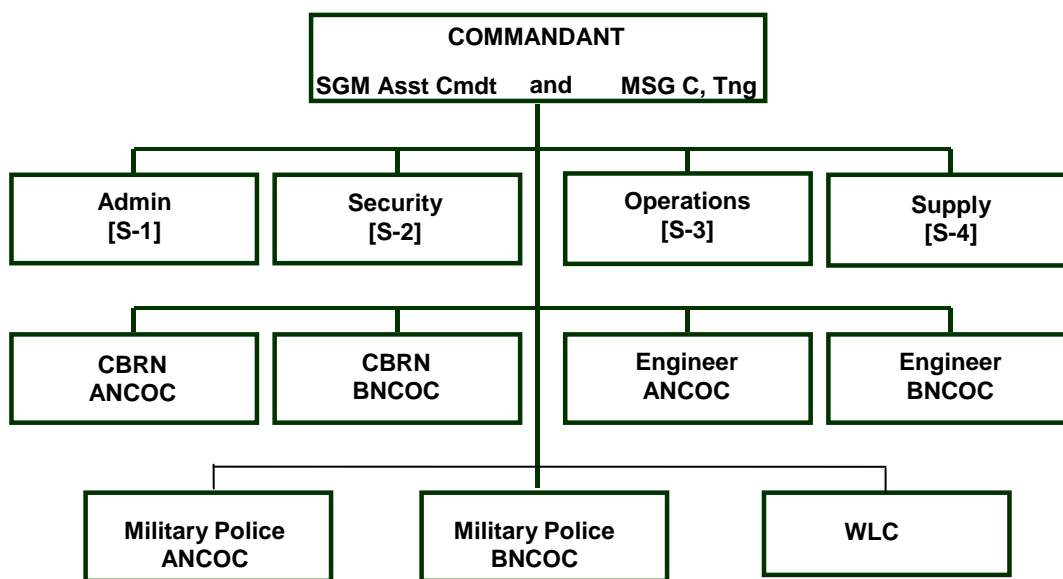 COMMANDANT
SGM Asst Cmdt and MSG C, Tng
Admin
[S-1]
Security
[S-2]
Operations
[S-3]
Supply
[S-4]
CBRN
ANCOC
CBRN
BNCOC
Engineer
ANCOC
Engineer
BNCOC
Military Police
ANCOC
Military Police
BNCOC
WLC